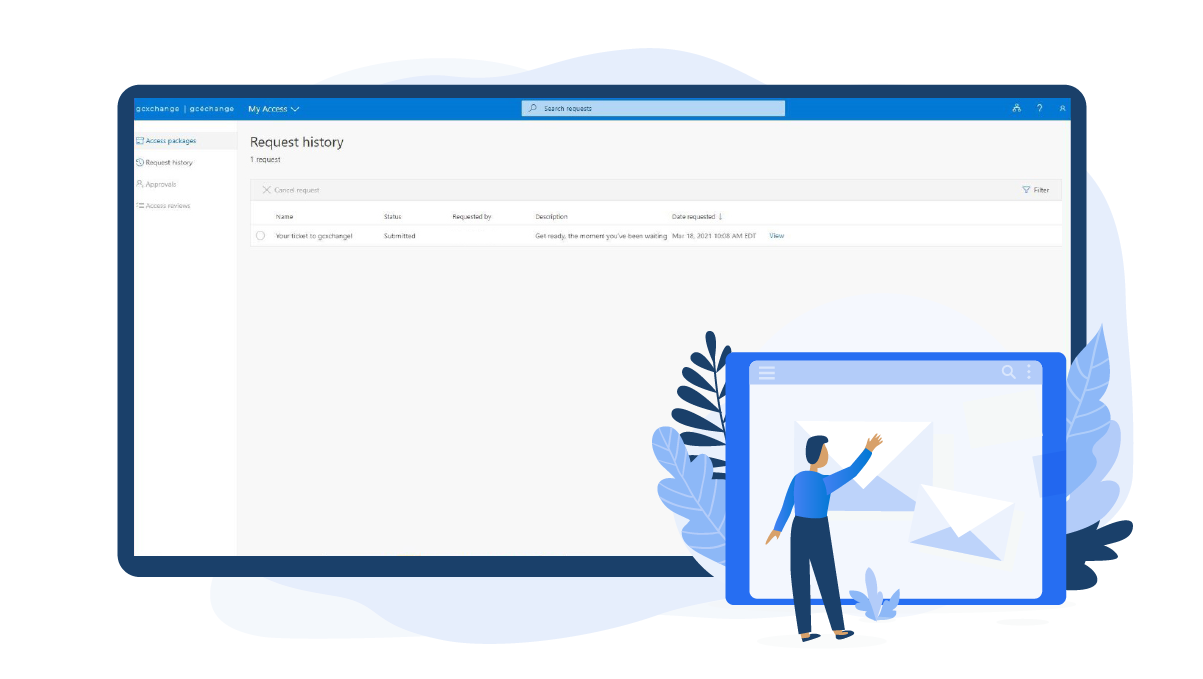 gcxchange | gcéchange My Access Search requests ?
Access packages
Request history
Approvals
Access reviews
Request history
1 request
Cancel request Filter
Name Status Requested by Description Date requested ↓
Your ticket to gcxchange! Submitted Get ready, the moment you've been waiting Mar 18, 2021 10:08 AM EDT View